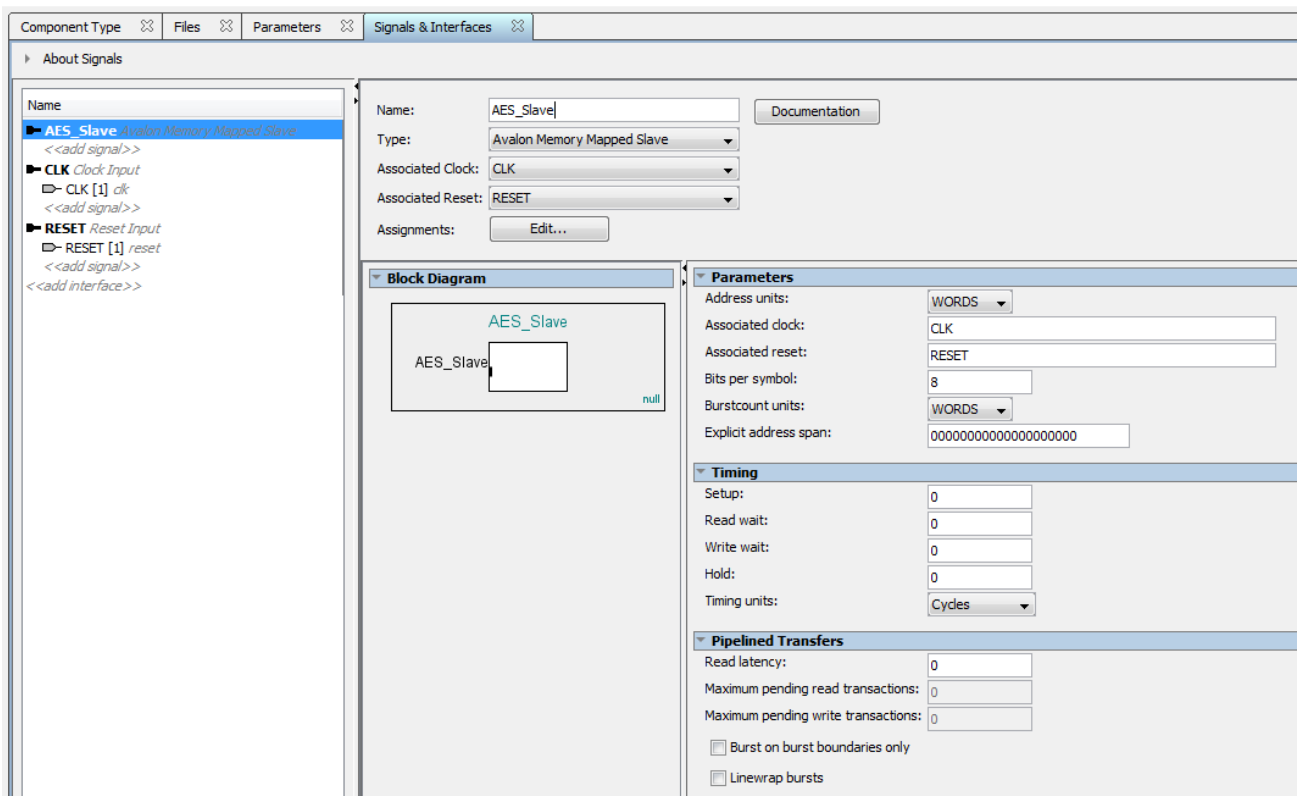 Component Type Files Parameters Signals & Interfaces
About Signals
Name
AES_Slave Avalon Memory Mapped Slave
<<add signal>>
CLK Clock Input
CLK [1] clk
<<add signal>>
RESET Reset Input
RESET [1] reset
<<add signal>>
<<add interface>>
Name: AES_Slave Documentation
Type: Avalon Memory Mapped Slave
Associated Clock: CLK
Associated Reset: RESET
Assignments: Edit...
Block Diagram
AES_Slave
AES_Slave
null
Parameters
Address units: WORDS
Associated clock: CLK
Associated reset: RESET
Bits per symbol: 8
Burstcount units: WORDS
Explicit address span: 00000000000000000000
Timing
Setup: 0
Read wait: 0
Write wait: 0
Hold: 0
Timing units: Cycles
Pipelined Transfers
Read latency: 0
Maximum pending read transactions: 0
Maximum pending write transactions: 0
Burst on burst boundaries only
Linewrap bursts